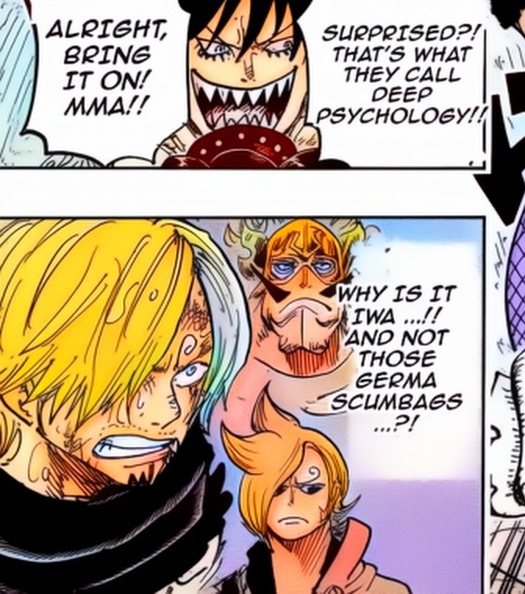 ALRIGHT,
BRING
IT ON!
MMA!!
SURPRISED?!
THAT'S WHAT
THEY CALL
DEEP
PSYCHOLOGY!!
WHY IS IT
IWA ...!!
AND NOT
THOSE
GERMA
SCUMBAGS
...?!